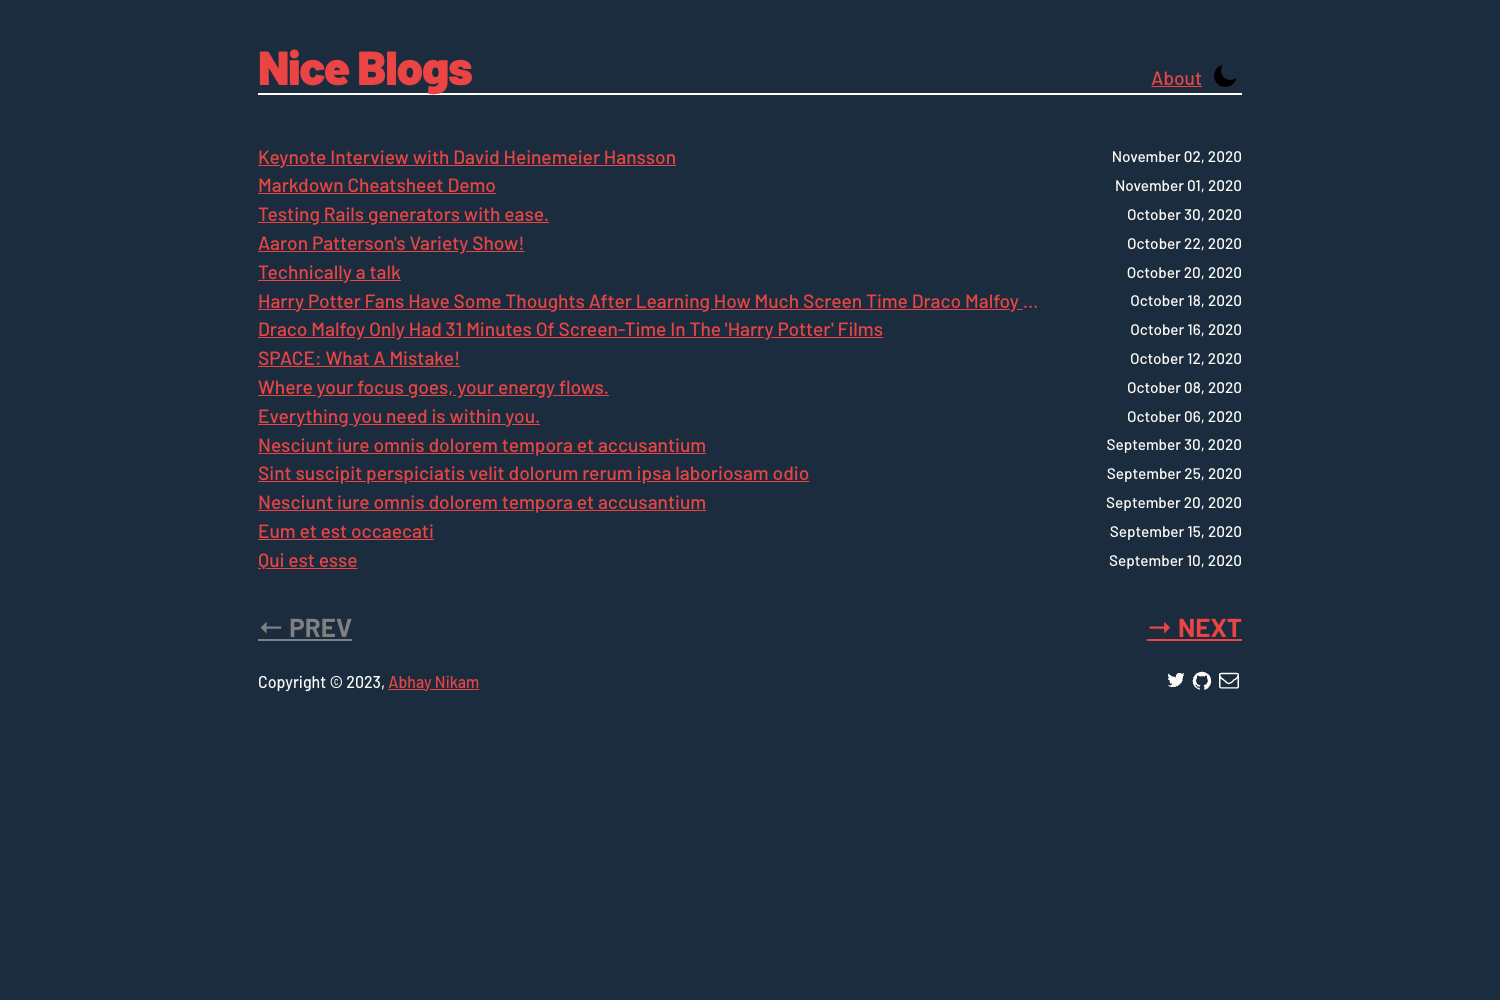 Nice Blogs
About
Keynote Interview with David Heinemeier Hansson November 02, 2020
Markdown Cheatsheet Demo November 01, 2020
Testing Rails generators with ease. October 30, 2020
Aaron Patterson's Variety Show! October 22, 2020
Technically a talk October 20, 2020
Harry Potter Fans Have Some Thoughts After Learning How Much Screen Time Draco Malfoy ... October 18, 2020
Draco Malfoy Only Had 31 Minutes Of Screen-Time In The 'Harry Potter' Films October 16, 2020
SPACE: What A Mistake! October 12, 2020
Where your focus goes, your energy flows. October 08, 2020
Everything you need is within you. October 06, 2020
Nesciunt iure omnis dolorem tempora et accusantium September 30, 2020
Sint suscipit perspiciatis velit dolorum rerum ipsa laboriosam odio September 25, 2020
Nesciunt iure omnis dolorem tempora et accusantium September 20, 2020
Eum et est occaecati September 15, 2020
Qui est esse September 10, 2020
← PREV → NEXT
Copyright © 2023, Abhay Nikam